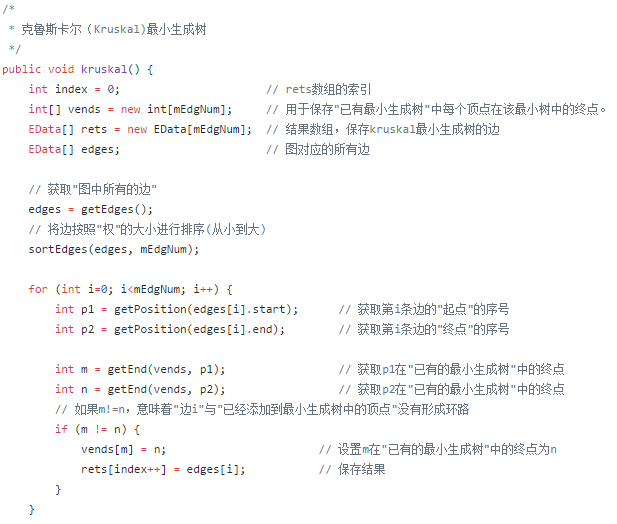 /*
 * 克鲁斯卡尔（Kruskal)最小生成树
 */
public void kruskal() {
    int index = 0;                      // rets数组的索引
    int[] vends = new int[mEdgNum];     // 用于保存"已有最小生成树"中每个顶点在该最小树中的终点。
    EData[] rets = new EData[mEdgNum];  // 结果数组，保存kruskal最小生成树的边
    EData[] edges;                      // 图对应的所有边

    // 获取"图中所有的边"
    edges = getEdges();
    // 将边按照"权"的大小进行排序(从小到大)
    sortEdges(edges, mEdgNum);

    for (int i=0; i<mEdgNum; i++) {
        int p1 = getPosition(edges[i].start);      // 获取第i条边的"起点"的序号
        int p2 = getPosition(edges[i].end);        // 获取第i条边的"终点"的序号

        int m = getEnd(vends, p1);                 // 获取p1在"已有的最小生成树"中的终点
        int n = getEnd(vends, p2);                 // 获取p2在"已有的最小生成树"中的终点
        // 如果m!=n，意味着"边i"与"已经添加到最小生成树中的顶点"没有形成环路
        if (m != n) {
            vends[m] = n;                       // 设置m在"已有的最小生成树"中的终点为n
            rets[index++] = edges[i];           // 保存结果
        }
    }